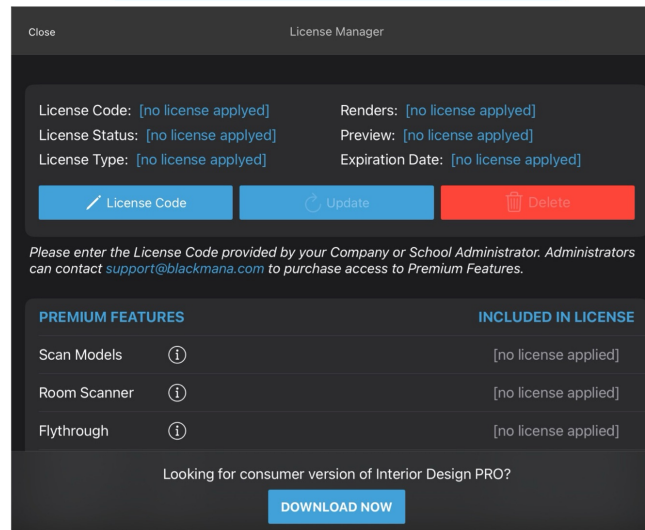 Close License Manager
License Code: [no license applyed] Renders: [no license applyed]
License Status: [no license applyed] Preview: [no license applyed]
License Type: [no license applyed] Expiration Date: [no license applyed]
License Code Update Delete
Please enter the License Code provided by your Company or School Administrator. Administrators
can contact support@blackmana.com to purchase access to Premium Features.
PREMIUM FEATURES INCLUDED IN LICENSE
Scan Models [no license applied]
Room Scanner [no license applied]
Flythrough [no license applied]
Looking for consumer version of Interior Design PRO?
DOWNLOAD NOW